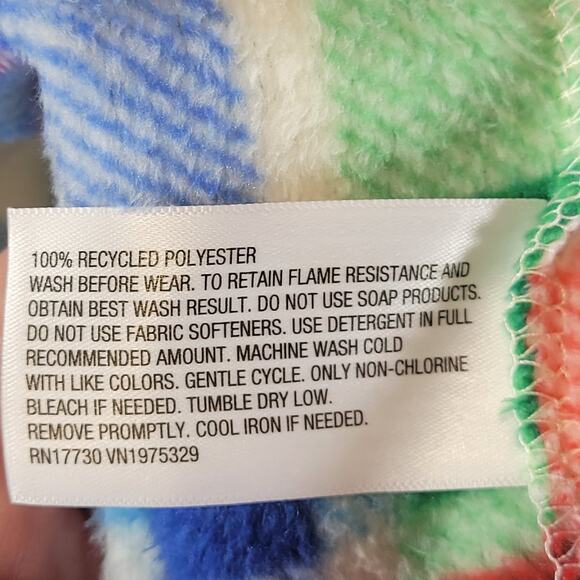 100% RECYCLED POLYESTER
WASH BEFORE WEAR. TO RETAIN FLAME RESISTANCE AND
OBTAIN BEST WASH RESULT. DO NOT USE SOAP PRODUCTS.
DO NOT USE FABRIC SOFTENERS. USE DETERGENT IN FULL
RECOMMENDED AMOUNT. MACHINE WASH COLD
WITH LIKE COLORS. GENTLE CYCLE. ONLY NON-CHLORINE
BLEACH IF NEEDED. TUMBLE DRY LOW.
REMOVE PROMPTLY. COOL IRON IF NEEDED.
RN17730 VN1975329